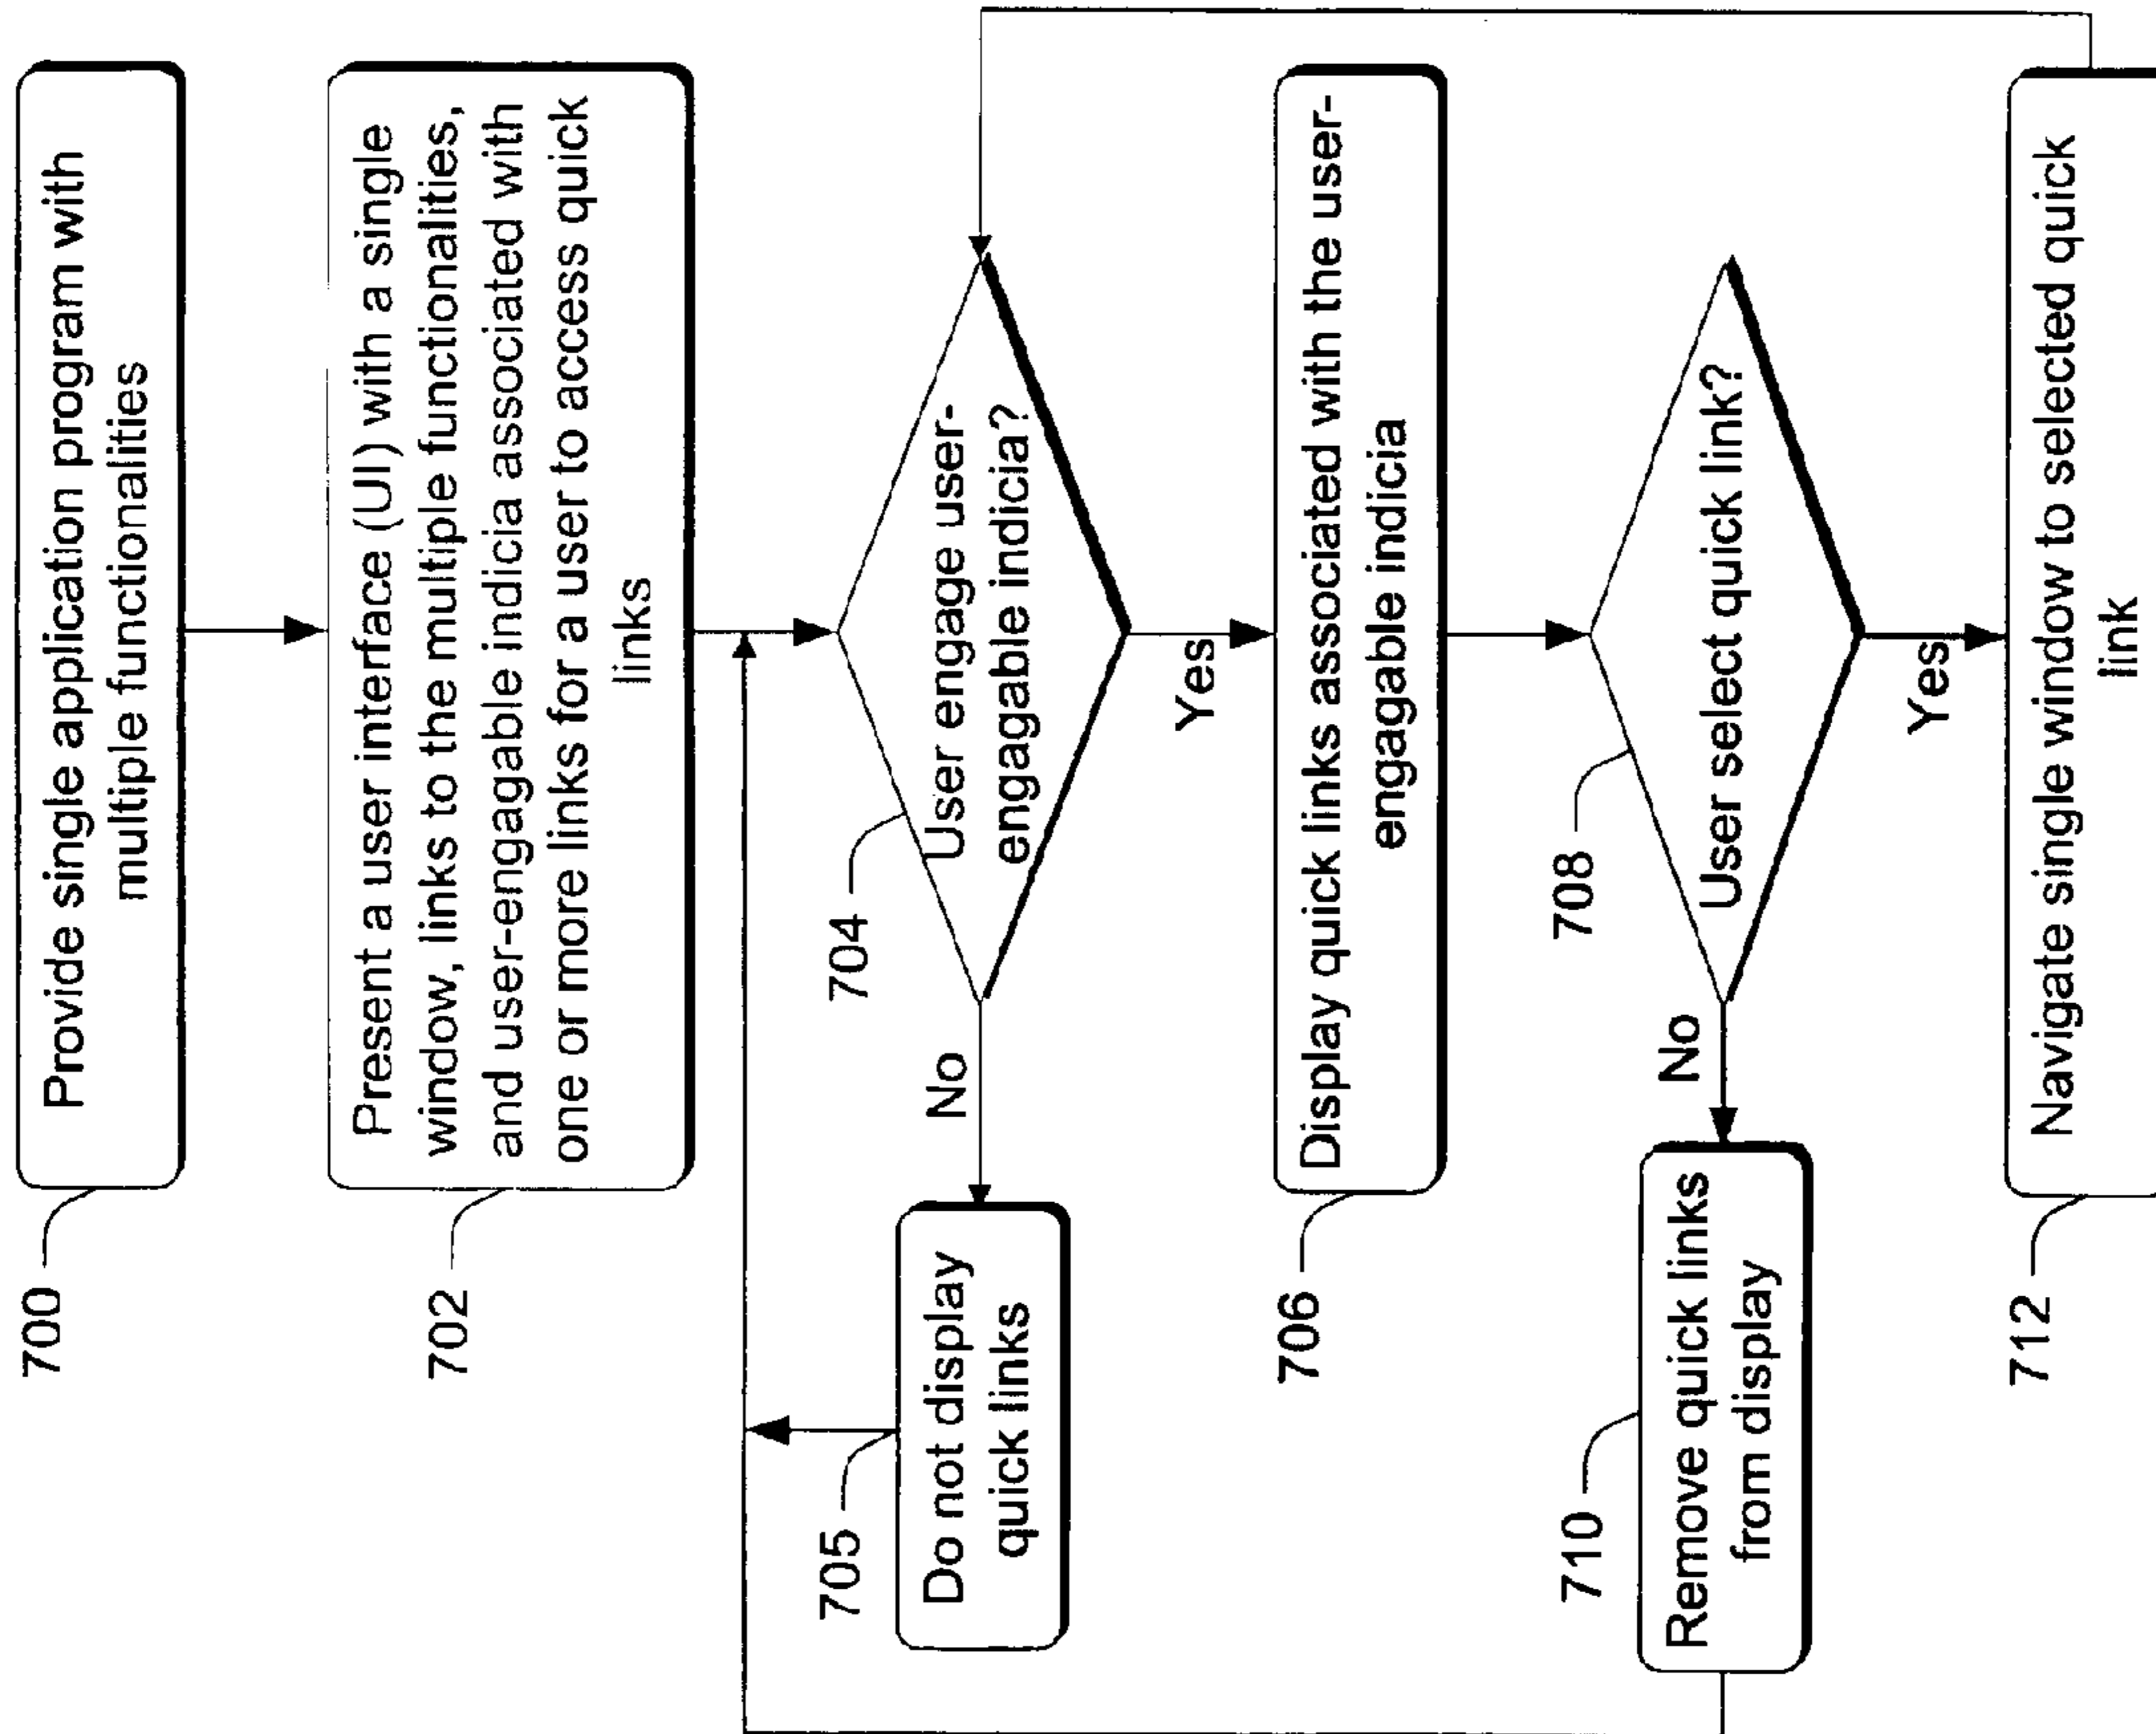 700
Provide single application program with
multiple functionalities
702
Present a user interface (UI) with a single
window, links to the multiple functionalities,
and user-engagable indicia associated with
one or more links for a user to access quick
links
704
User engage user-
engagable indicia?
No
Yes
705
Do not display
quick links
706
Display quick links associated with the user-
engagable indicia
708
User select quick link?
No
Yes
710
Remove quick links
from display
712
Navigate single window to selected quick
link